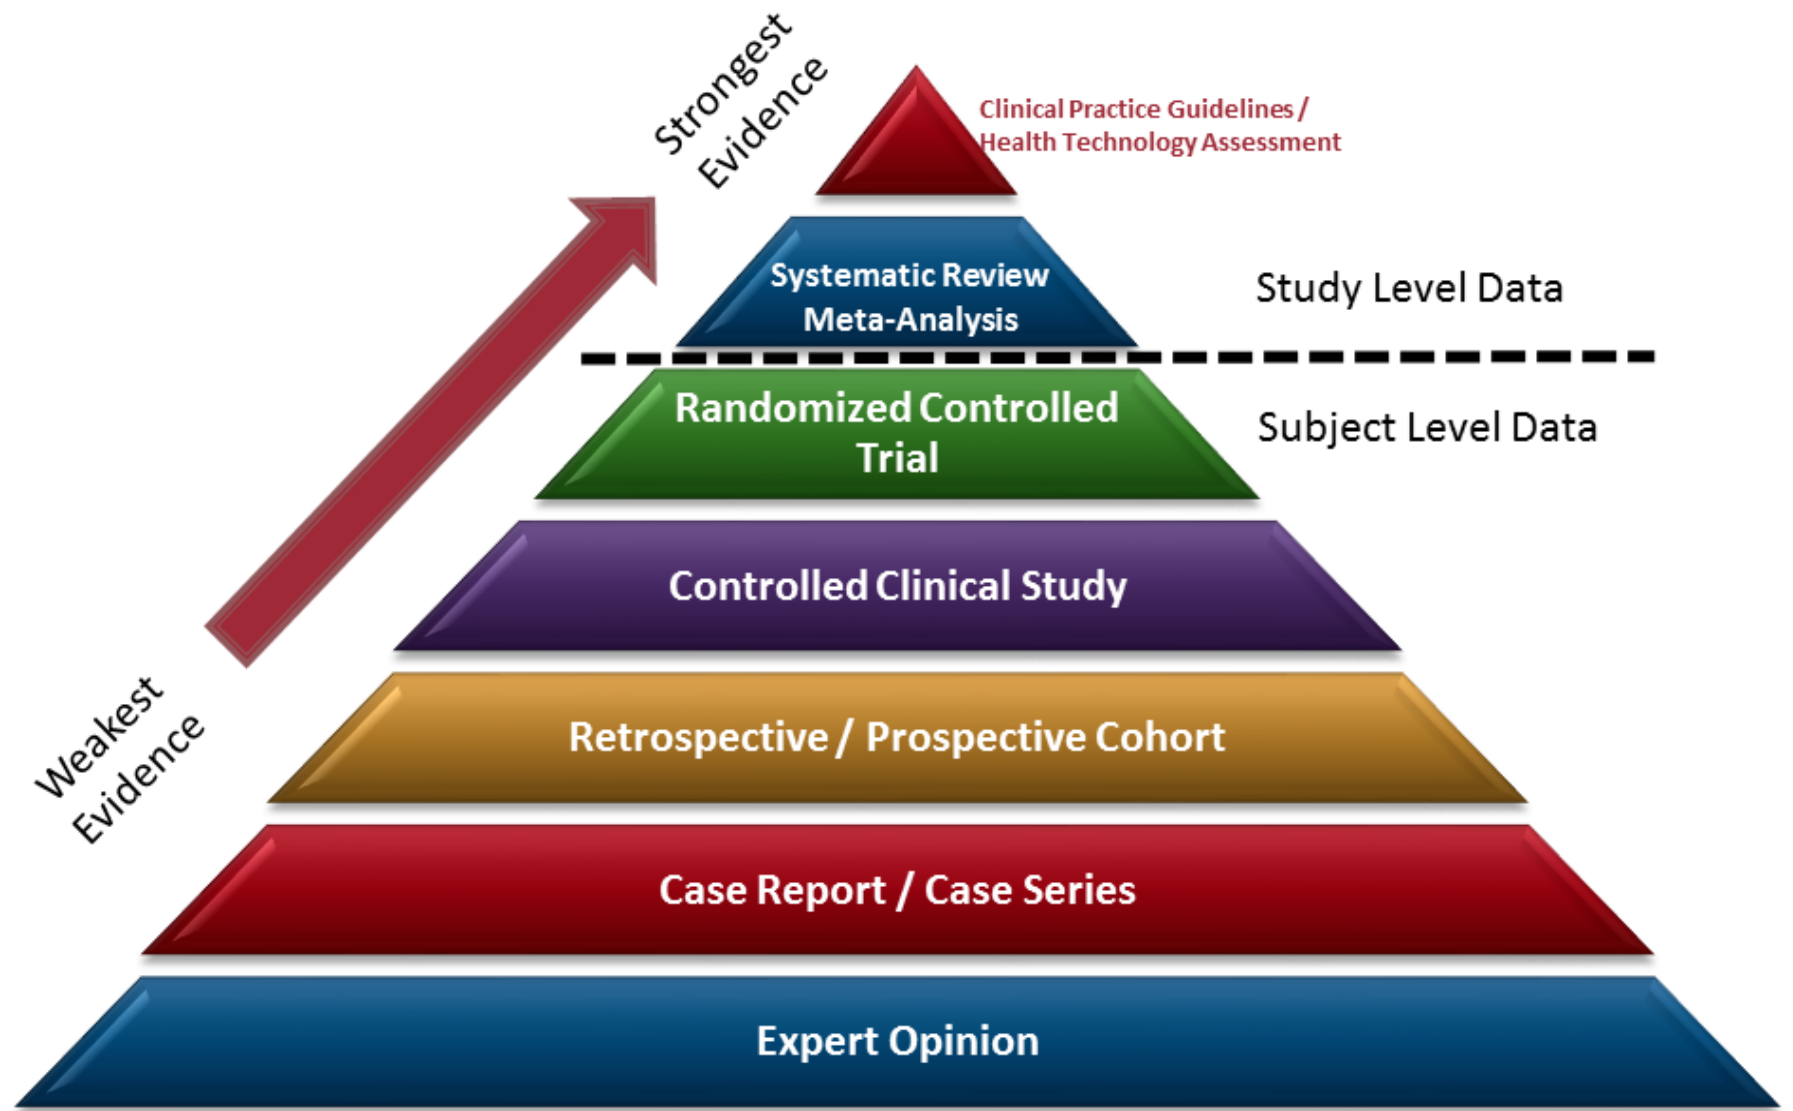 Strongest
Evidence
Clinical Practice Guidelines /
Health Technology Assessment
Systematic Review
Meta-Analysis
Study Level Data
Randomized Controlled
Trial
Subject Level Data
Controlled Clinical Study
Weakest
Evidence
Retrospective / Prospective Cohort
Case Report / Case Series
Expert Opinion